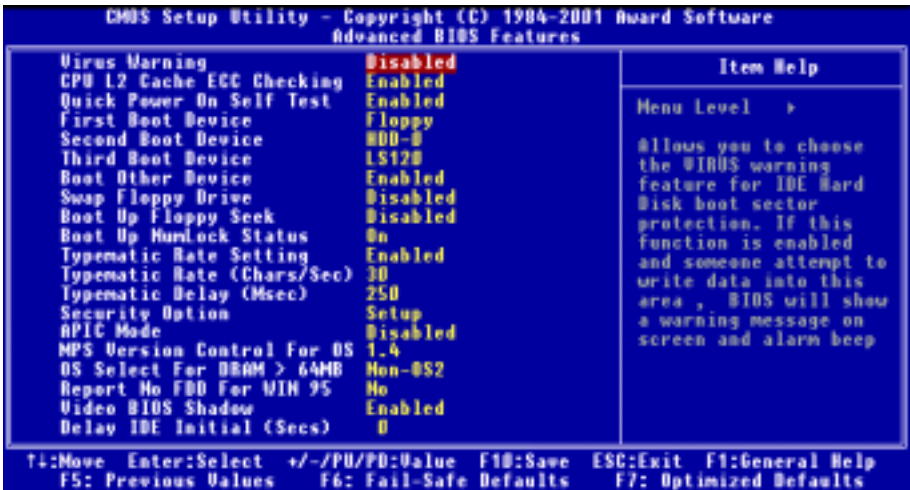 CMOS Setup Utility - Copyright (C) 1984-2001 Award Software
Advanced BIOS Features
Virus Warning Disabled
CPU L2 Cache ECC Checking Enabled
Quick Power On Self Test Enabled
First Boot Device Floppy
Second Boot Device HDD-0
Third Boot Device LS120
Boot Other Device Enabled
Swap Floppy Drive Disabled
Boot Up Floppy Seek Disabled
Boot Up NumLock Status On
Typematic Rate Setting Enabled
Typematic Rate (Chars/Sec) 30
Typematic Delay (Msec) 250
Security Option Setup
APIC Mode Disabled
MPS Version Control For OS 1.4
OS Select For DRAM > 64MB Non-OS2
Report No FDD For WIN 95 No
Video BIOS Shadow Enabled
Delay IDE Initial (Secs) 0
Item Help
Menu Level ▸
Allows you to choose
the VIRUS warning
feature for IDE Hard
Disk boot sector
protection. If this
function is enabled
and someone attempt to
write data into this
area , BIOS will show
a warning message on
screen and alarm beep
↑↓:Move Enter:Select +/-/PU/PD:Value F10:Save ESC:Exit F1:General Help
F5: Previous Values F6: Fail-Safe Defaults F7: Optimized Defaults